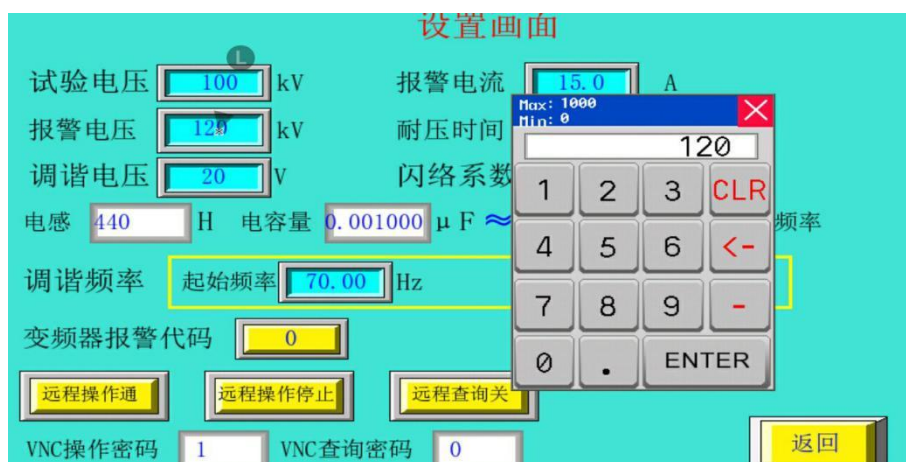 设置画面
L
试验电压 100 kV 报警电流 15.0 A
报警电压 120 kV 耐压时间
调谐电压 20 V 闪络系数
电感 440 H 电容量 0.001000 μF ≈ 频率
调谐频率 起始频率 70.00 Hz
变频器报警代码 0
远程操作通 远程操作停止 远程查询关
VNC操作密码 1 VNC查询密码 0 返回
Max: 1000
Min: 0
120
1 2 3 CLR
4 5 6 <-
7 8 9 -
0 . ENTER